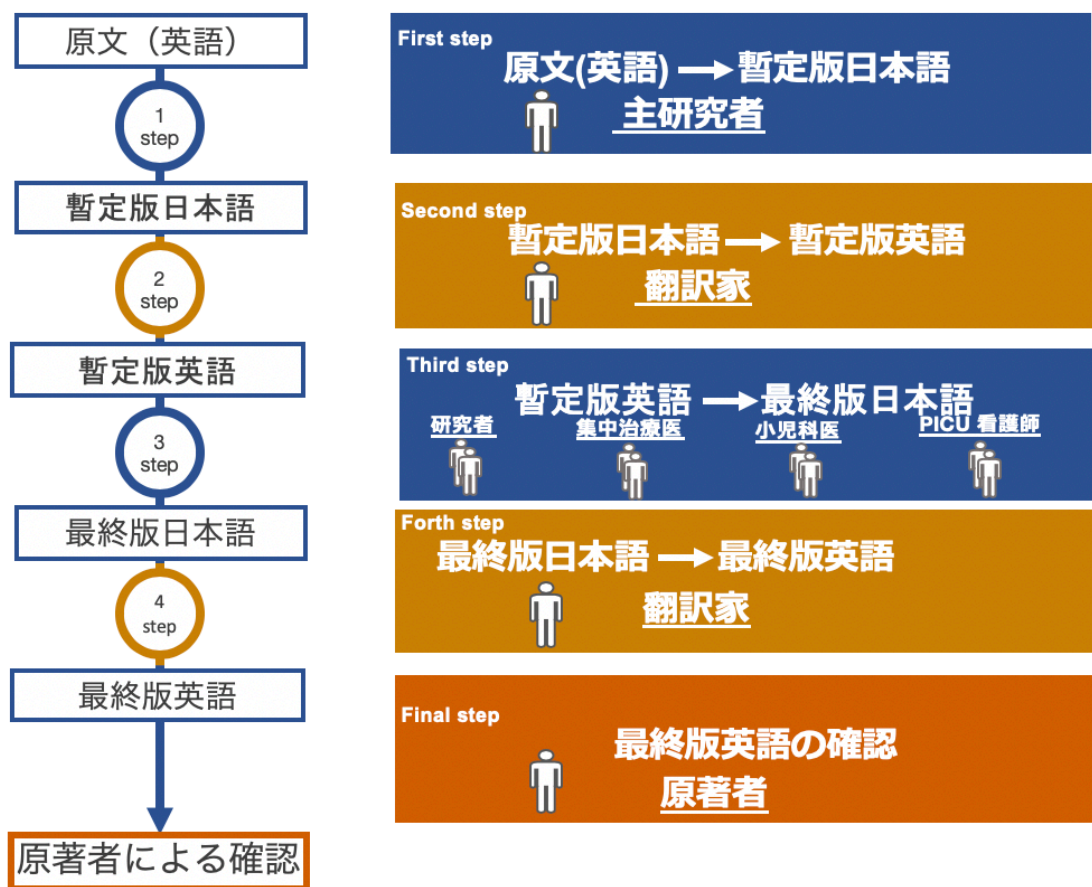 原文（英語）
1
step
暫定版日本語
2
step
暫定版英語
3
step
最終版日本語
4
step
最終版英語
原著者による確認
First step
原文(英語)→暫定版日本語
主研究者
Second step
暫定版日本語→暫定版英語
翻訳家
Third step
暫定版英語→最終版日本語
研究者 集中治療医 小児科医 PICU 看護師
Forth step
最終版日本語→最終版英語
翻訳家
Final step
最終版英語の確認
原著者